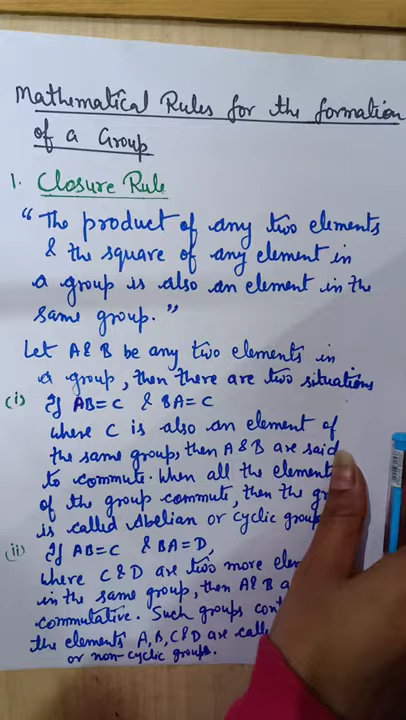 Mathematical Rules for the formation
of a Group
1. Closure Rule
"The product of any two elements
& the square of any element in
a group is also an element in the
same group."
Let A & B be any two elements in
a group, then there are two situations
(i) If AB=C & BA=C
where C is also an element of
the same group, then A & B are said
to commute. When all the element
of the group commute, then the
is called Abelian or cyclic group
(ii) If AB=C & BA=D,
where C & D are two more
in the same group, then A & B
commutative. Such groups
the elements A, B, C & D are
or non-cyclic groups.